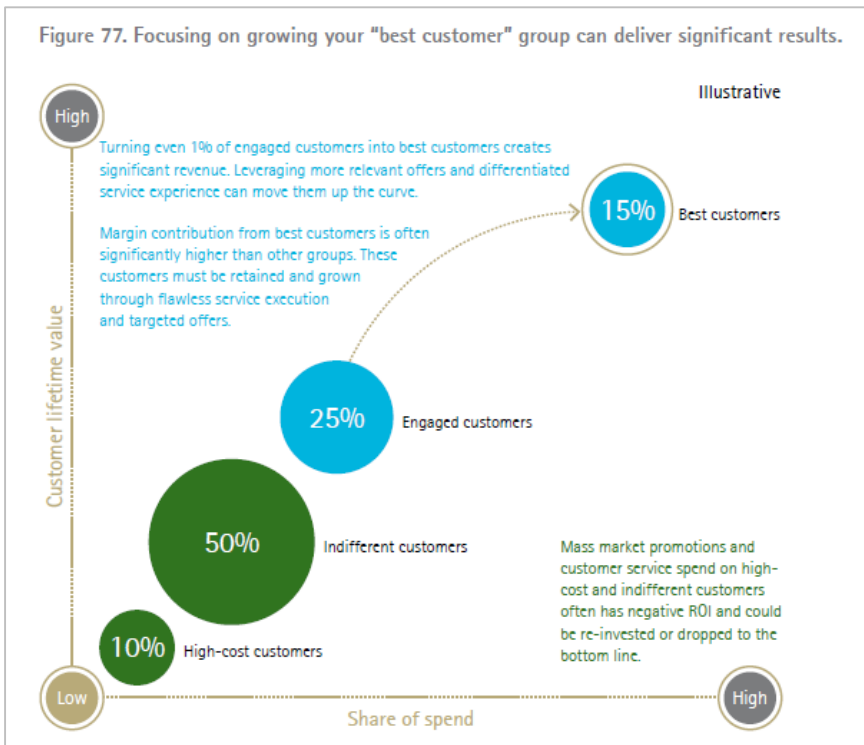 Figure 77. Focusing on growing your "best customer" group can deliver significant results.
Illustrative
High
Turning even 1% of engaged customers into best customers creates
significant revenue. Leveraging more relevant offers and differentiated
service experience can move them up the curve.
15%
Best customers
Margin contribution from best customers is often
significantly higher than other groups. These
customers must be retained and grown
through flawless service execution
and targeted offers.
Customer lifetime value
25%
Engaged customers
50%
Indifferent customers
Mass market promotions and
customer service spend on high-
cost and indifferent customers
often has negative ROI and could
be re-invested or dropped to the
bottom line.
10%
High-cost customers
Low
Share of spend
High